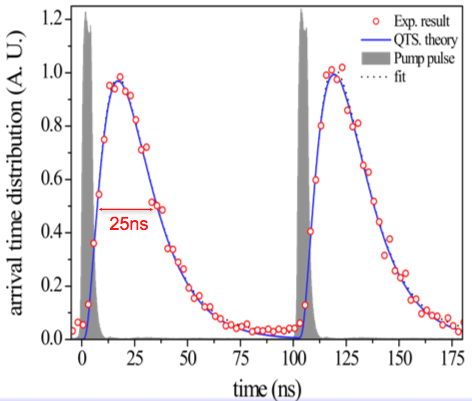 arrival time distribution (A. U.)
1.2
1.0
0.8
0.6
0.4
0.2
0.0
Exp. result
QTS. theory
Pump pulse
fit
25ns
0 25 50 75 100 125 150 175
time (ns)